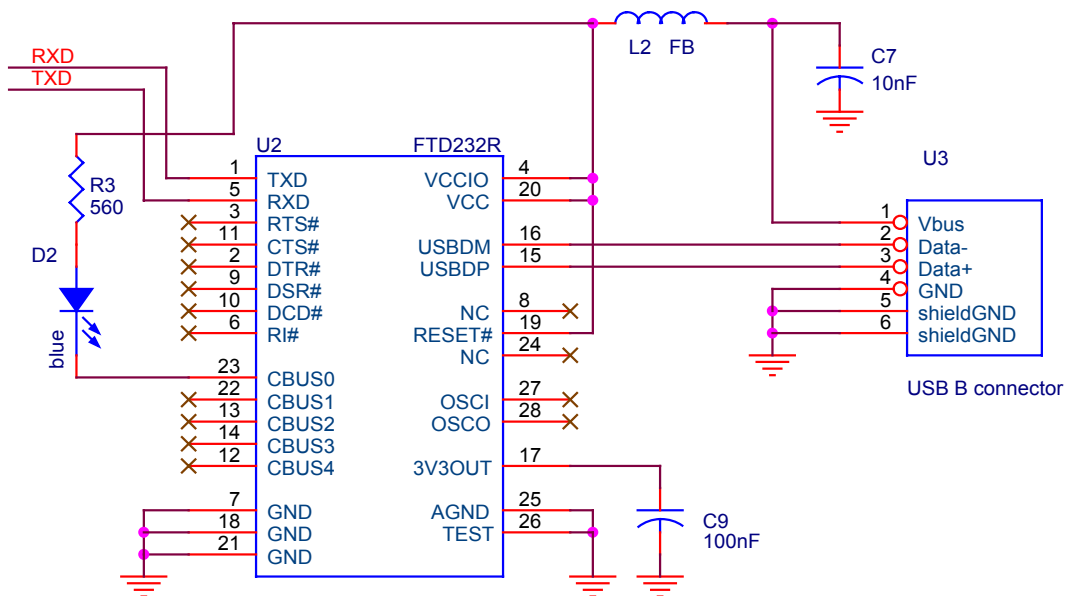 L2 FB
C7
10nF
RXD
TXD
U2 FTD232R
U3
R3
560
D2
blue
1 TXD
5 RXD
3 RTS#
11 CTS#
2 DTR#
9 DSR#
10 DCD#
6 RI#
23 CBUS0
22 CBUS1
13 CBUS2
14 CBUS3
12 CBUS4
7 GND
18 GND
21 GND
VCCIO 4
VCC 20
USBDM 16
USBDP 15
NC 8
RESET# 19
NC 24
OSCI 27
OSCO 28
3V3OUT 17
AGND 25
TEST 26
C9
100nF
1 Vbus
2 Data-
3 Data+
4 GND
5 shieldGND
6 shieldGND
USB B connector